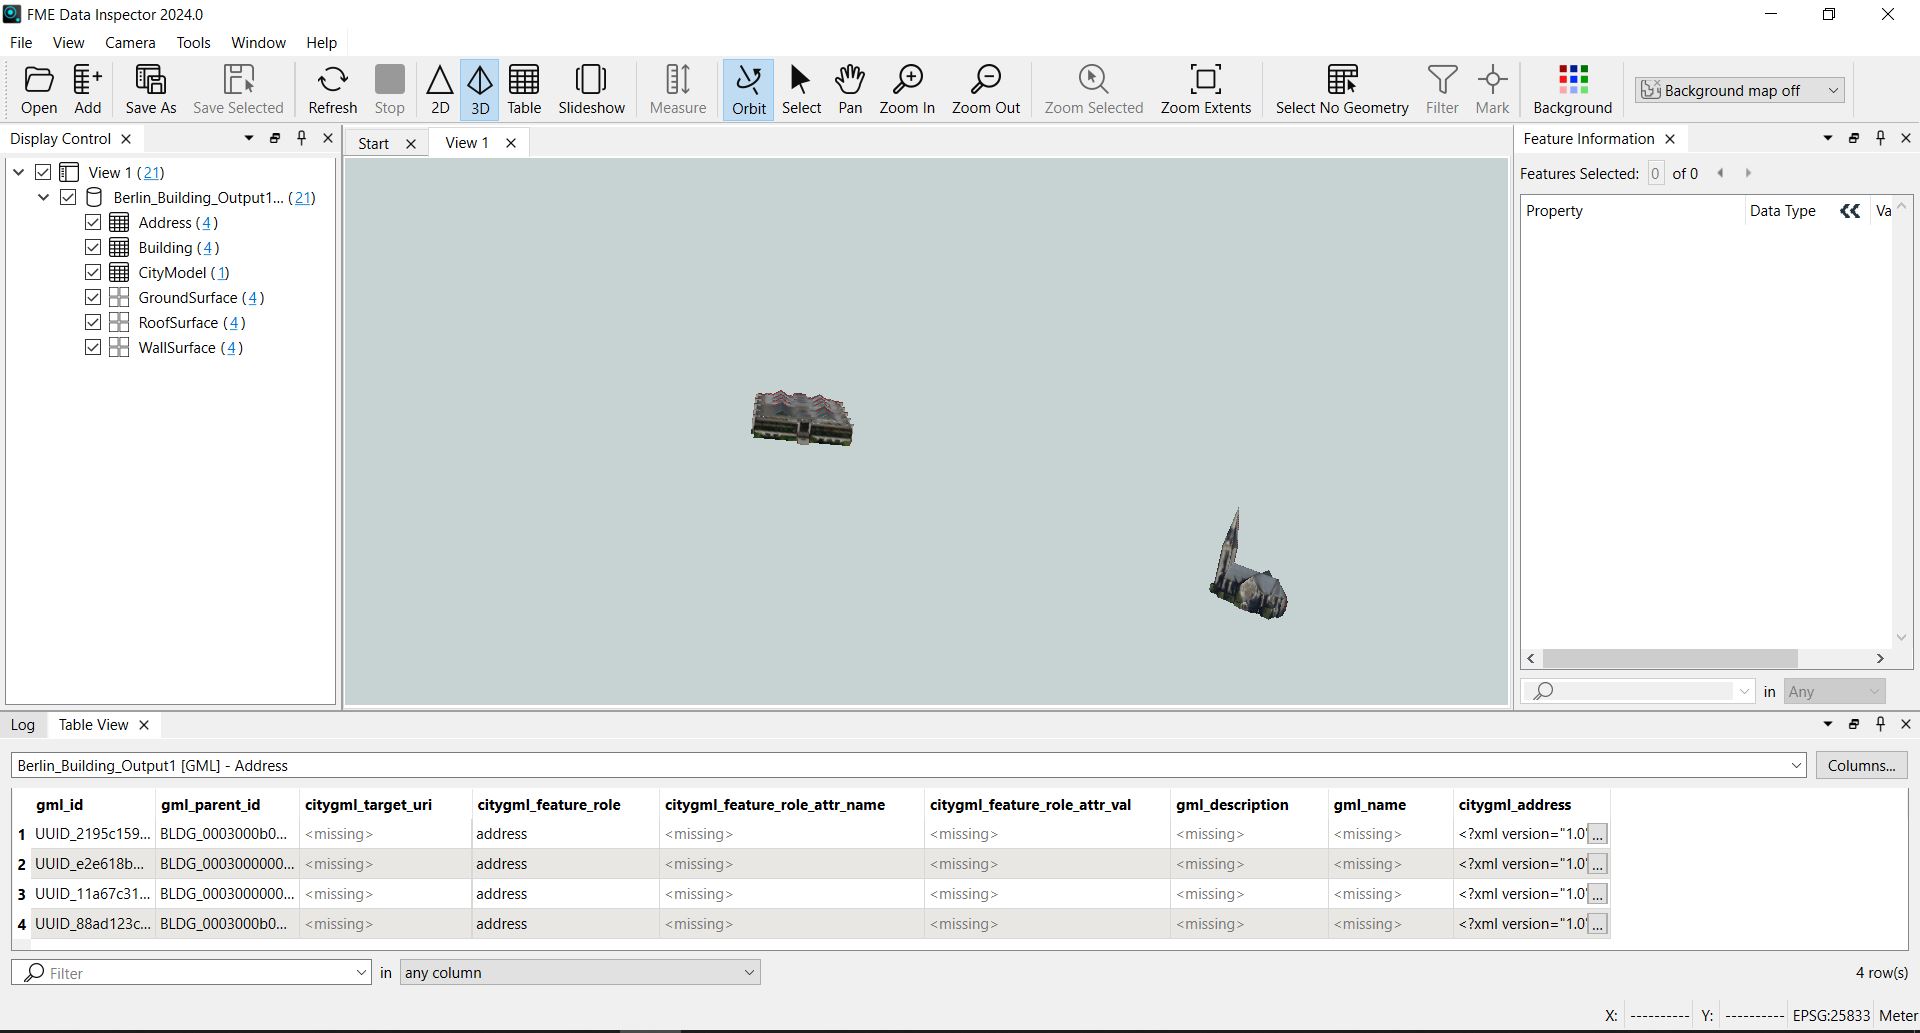 FME Data Inspector 2024.0
File View Camera Tools Window Help
Open Add Save As Save Selected Refresh Stop 2D 3D Table Slideshow Measure Orbit Select Pan Zoom In Zoom Out Zoom Selected Zoom Extents Select No Geometry Filter Mark Background Background map off
Display Control
View 1 (21)
Berlin_Building_Output1... (21)
Address (4)
Building (4)
CityModel (1)
GroundSurface (4)
RoofSurface (4)
WallSurface (4)
Start View 1
Feature Information
Features Selected: 0 of 0
Property Data Type Va
in Any
Log Table View
Berlin_Building_Output1 [GML] - Address Columns...
gml_id gml_parent_id citygml_target_uri citygml_feature_role citygml_feature_role_attr_name citygml_feature_role_attr_val gml_description gml_name citygml_address
1 UUID_2195c159... BLDG_0003000b0... <missing> address <missing> <missing> <missing> <missing> <?xml version="1.0' ...
2 UUID_e2e618b... BLDG_0003000000... <missing> address <missing> <missing> <missing> <missing> <?xml version="1.0' ...
3 UUID_11a67c31... BLDG_0003000000... <missing> address <missing> <missing> <missing> <missing> <?xml version="1.0' ...
4 UUID_88ad123c... BLDG_0003000b0... <missing> address <missing> <missing> <missing> <missing> <?xml version="1.0' ...
Filter in any column 4 row(s)
X: ---------- Y: ---------- EPSG:25833 Meter